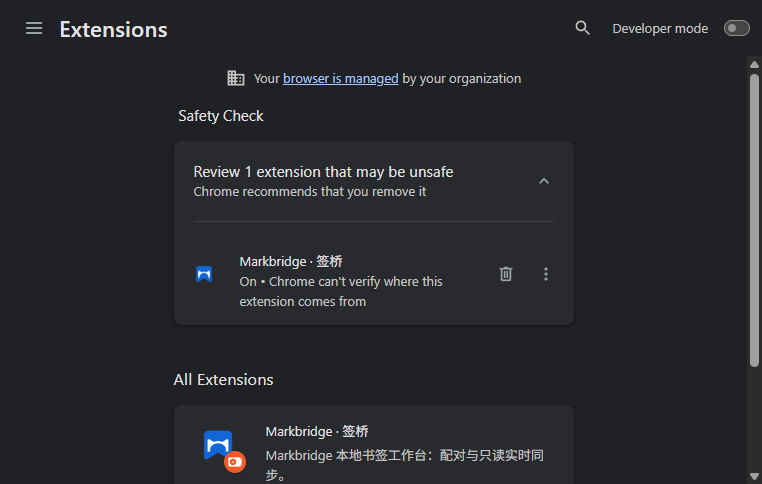 Extensions
Developer mode
Your browser is managed by your organization
Safety Check
Review 1 extension that may be unsafe
Chrome recommends that you remove it
Markbridge · 签桥
On • Chrome can't verify where this
extension comes from
All Extensions
Markbridge · 签桥
Markbridge 本地书签工作台：配对与只读实时同
步。